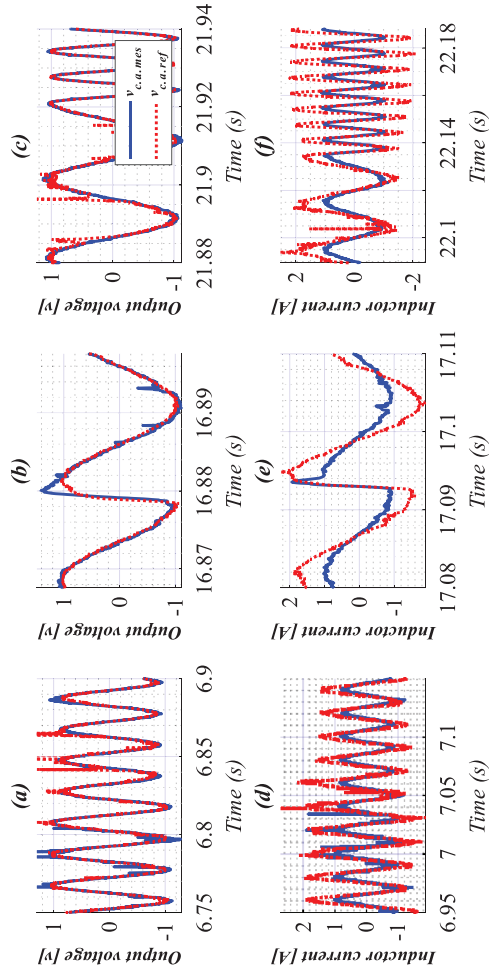 (a)
Output voltage [v]
1
0
-1
6.75
6.8
6.85
6.9
Time (s)
(b)
Output voltage [v]
1
0
-1
16.87
16.88
16.89
Time (s)
(c)
Output voltage [v]
1
0
-1
v c.a.mes
v c.a.ref
21.88
21.9
21.92
21.94
Time (s)
(d)
Inductor current [A]
2
1
0
-1
6.95
7
7.05
7.1
Time (s)
(e)
Inductor current [A]
2
1
0
-1
17.08
17.09
17.1
17.11
Time (s)
(f)
Inductor current [A]
2
0
-2
22.1
22.14
22.18
Time (s)